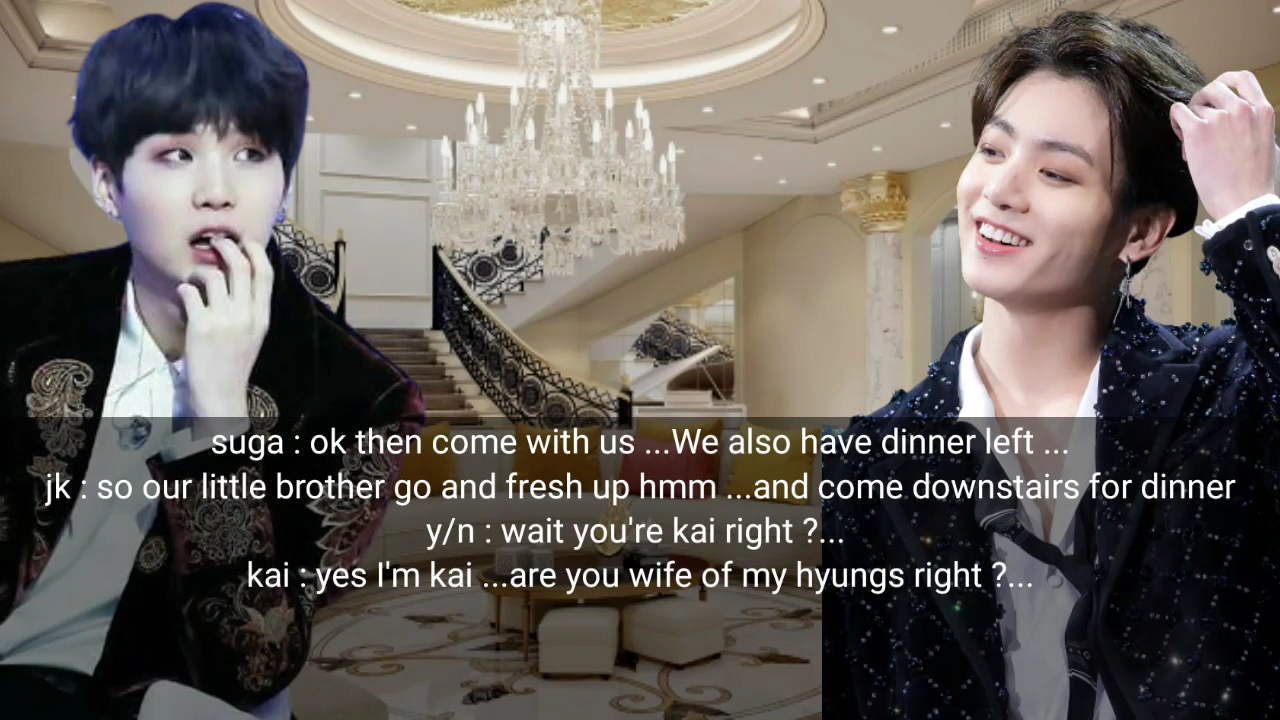 suga : ok then come with us ...We also have dinner left ...
jk : so our little brother go and fresh up hmm ...and come downstairs for dinner
y/n : wait you're kai right ?...
kai : yes I'm kai ...are you wife of my hyungs right ?...